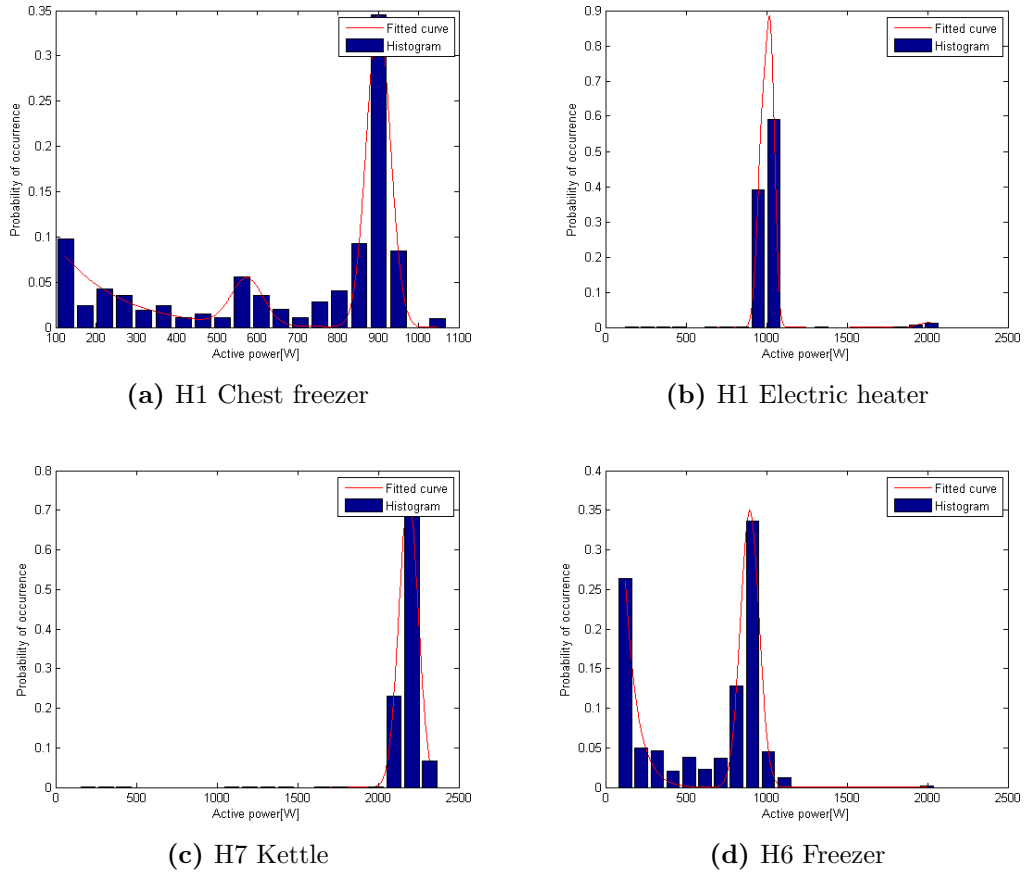 0.35
0.3
0.25
0.2
0.15
0.1
0.05
0
Probability of occurrence
Fitted curve
Histogram
100 200 300 400 500 600 700 800 900 1000 1100
Active power[W]
(a) H1 Chest freezer
0.9
0.8
0.7
0.6
0.5
0.4
0.3
0.2
0.1
0
Probability of occurrence
Fitted curve
Histogram
0 500 1000 1500 2000 2500
Active power[W]
(b) H1 Electric heater
0.8
0.7
0.6
0.5
0.4
0.3
0.2
0.1
0
Probability of occurrence
Fitted curve
Histogram
0 500 1000 1500 2000 2500
Active power[W]
(c) H7 Kettle
0.4
0.35
0.3
0.25
0.2
0.15
0.1
0.05
0
Probability of occurrence
Fitted curve
Histogram
0 500 1000 1500 2000 2500
Active power[W]
(d) H6 Freezer